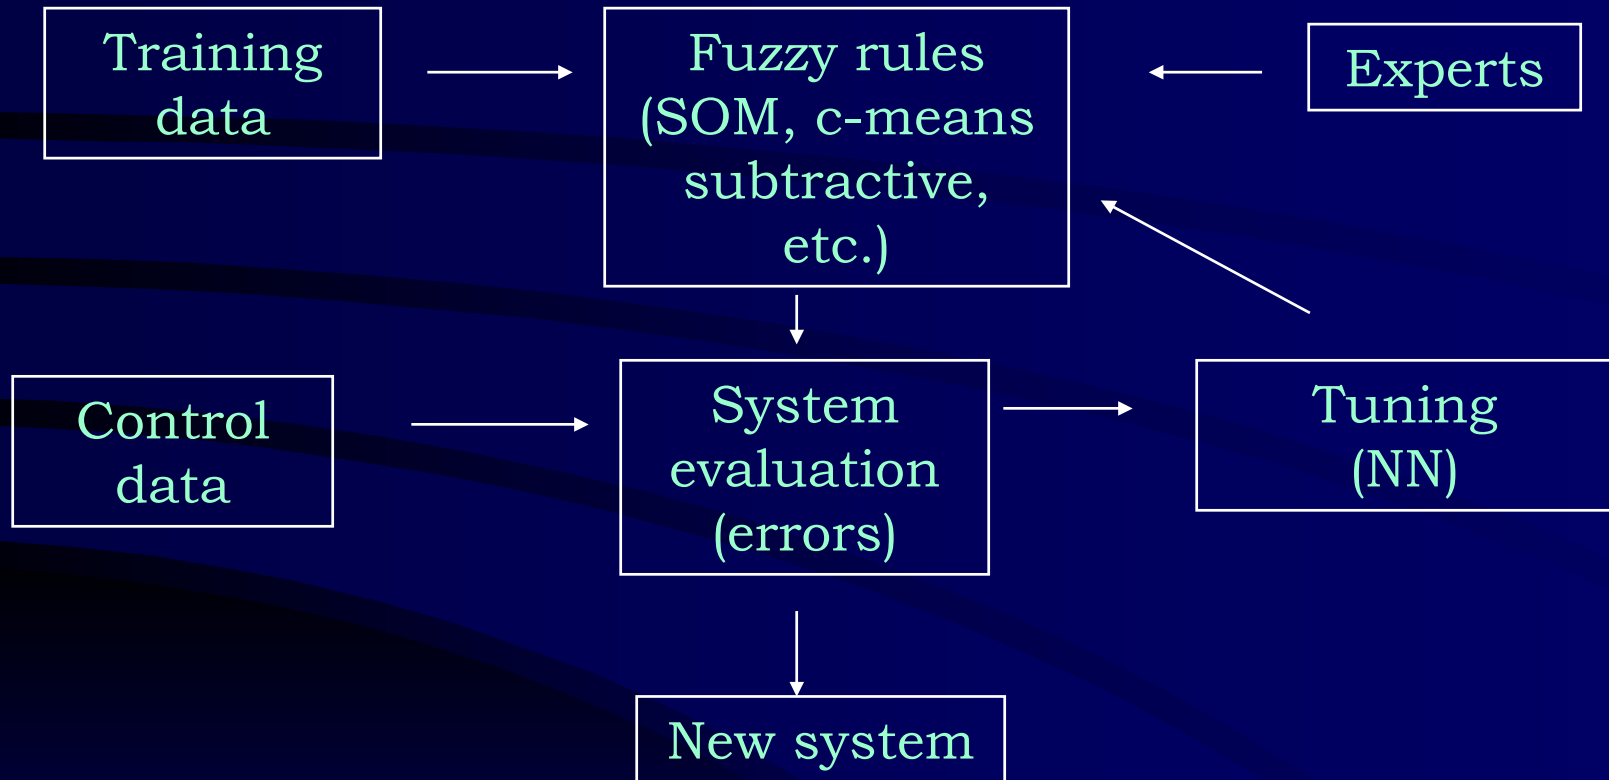 Training
data
Fuzzy rules
(SOM, c-means
subtractive,
etc.)
Experts
Control
data
System
evaluation
(errors)
Tuning
(NN)
New system